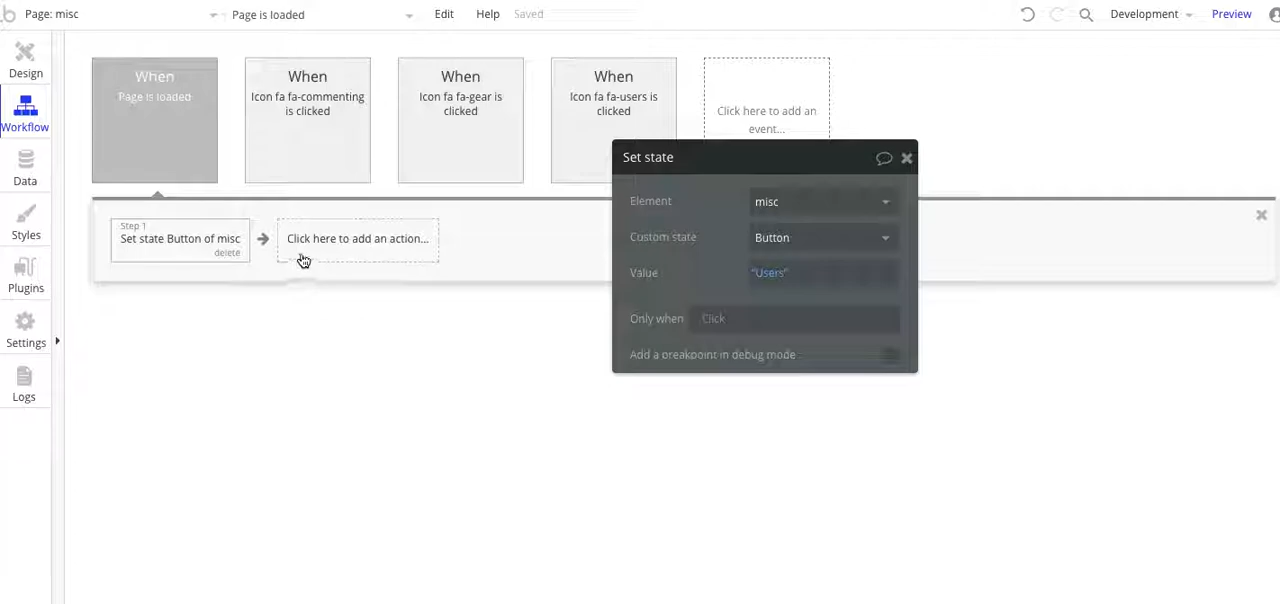 Page: misc
Page is loaded
Edit
Help
Saved
Development
Preview
Design
Workflow
Data
Styles
Plugins
Settings
Logs
When
Page is loaded
When
Icon fa fa-commenting
is clicked
When
Icon fa fa-gear is
clicked
When
Icon fa fa-users is
clicked
Click here to add an
event...
Step 1
Set state Button of misc
delete
Click here to add an action...
Set state
Element
misc
Custom state
Button
Value
"Users"
Only when
Click
Add a breakpoint in debug mode